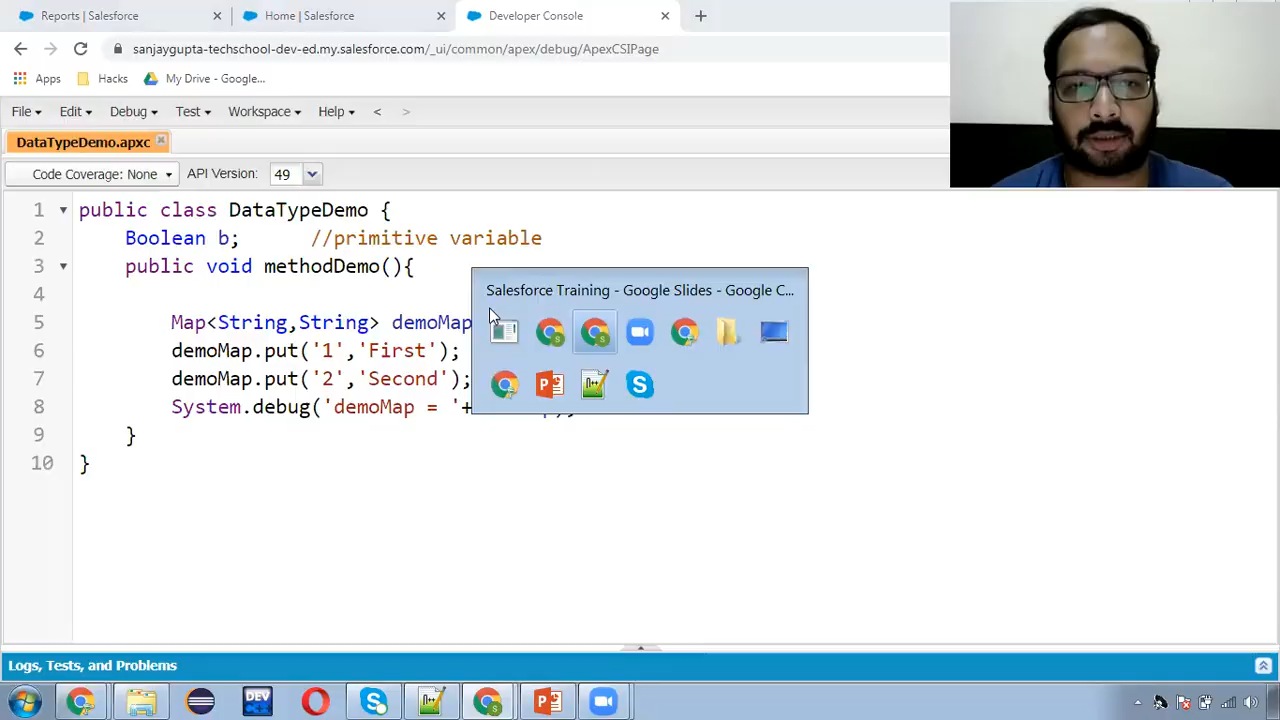 Reports | Salesforce
Home | Salesforce
Developer Console
sanjaygupta-techschool-dev-ed.my.salesforce.com/_ui/common/apex/debug/ApexCSIPage
Apps
Hacks
My Drive - Google...
File
Edit
Debug
Test
Workspace
Help
<
>
DataTypeDemo.apxc
Code Coverage: None
API Version:
49
1 public class DataTypeDemo {
2 Boolean b; //primitive variable
3 public void methodDemo(){
4
5 Map<String,String> demoMap
6 demoMap.put('1','First');
7 demoMap.put('2','Second');
8 System.debug('demoMap = '+
9 }
10 }
Salesforce Training - Google Slides - Google C...
Logs, Tests, and Problems
DEV